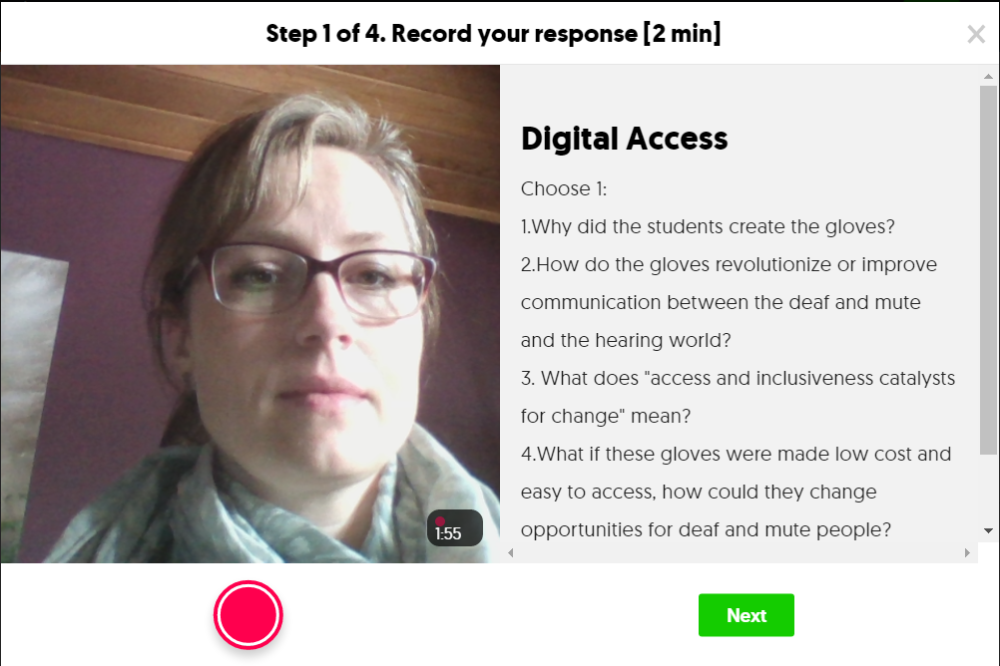 Step 1 of 4. Record your response [2 min]
Digital Access
Choose 1:
1.Why did the students create the gloves?
2.How do the gloves revolutionize or improve
communication between the deaf and mute
and the hearing world?
3. What does "access and inclusiveness catalysts
for change" mean?
4.What if these gloves were made low cost and
easy to access, how could they change
opportunities for deaf and mute people?
1:55
Next